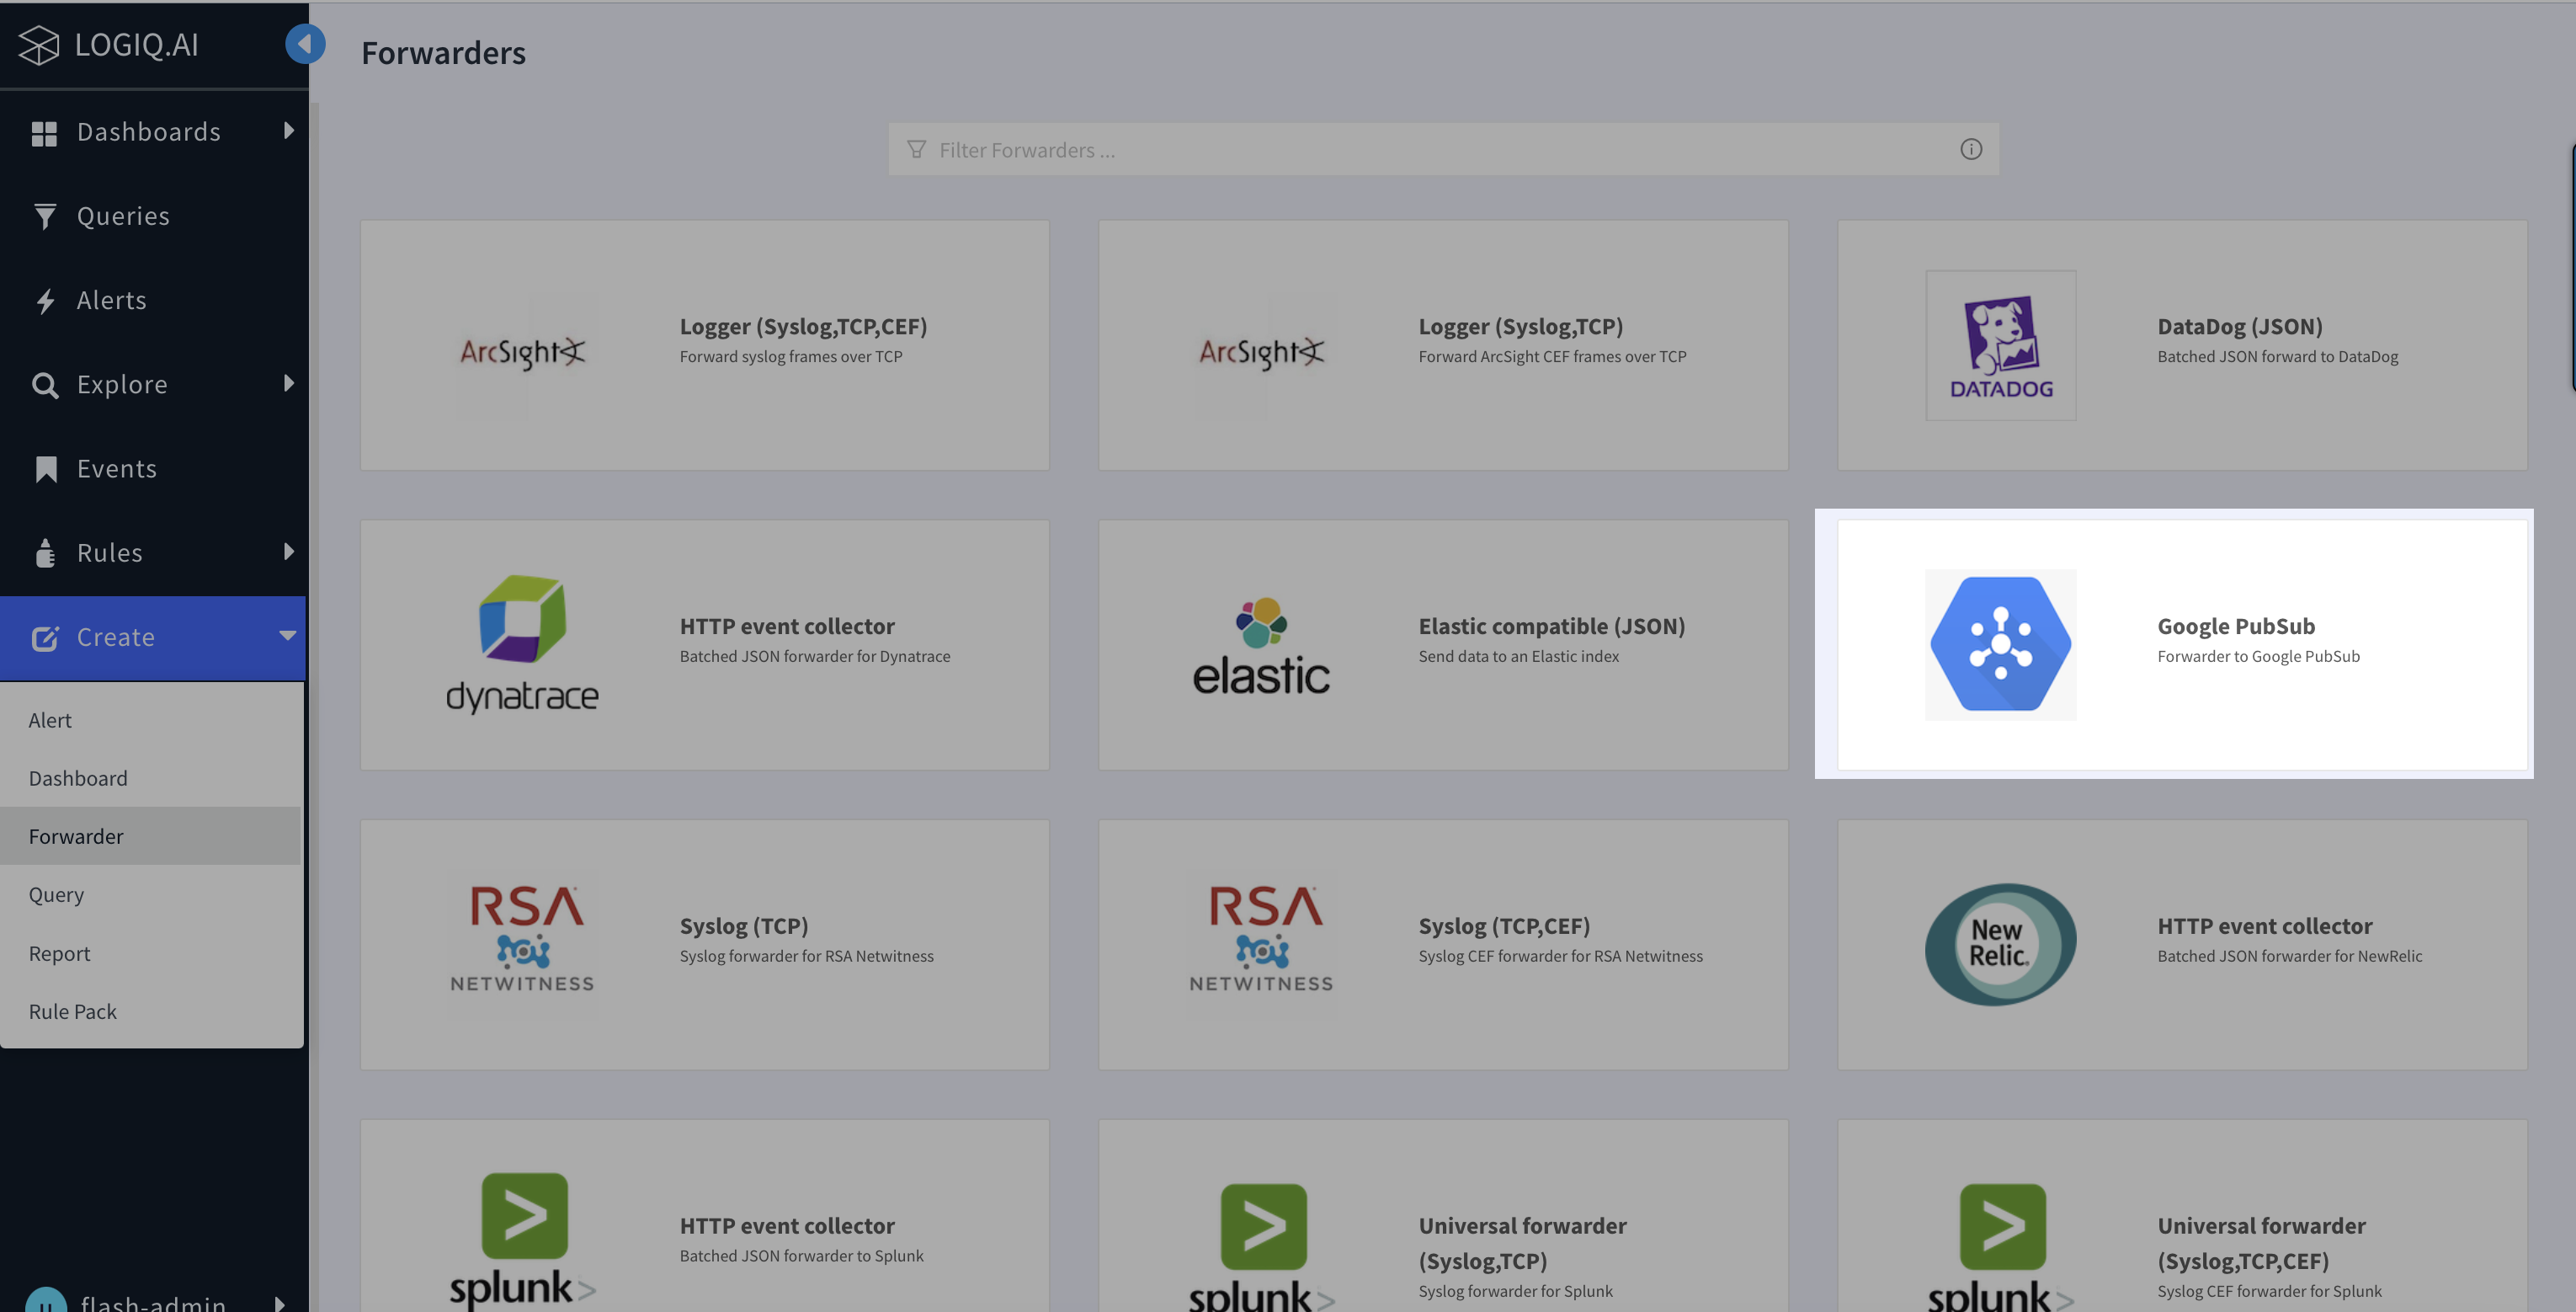 LOGIQ.AI
Dashboards
Queries
Alerts
Explore
Events
Rules
Create
Alert
Dashboard
Forwarder
Query
Report
Rule Pack
flash-admin
Forwarders
Filter Forwarders ...
ArcSight
Logger (Syslog,TCP,CEF)
Forward syslog frames over TCP
ArcSight
Logger (Syslog,TCP)
Forward ArcSight CEF frames over TCP
DATADOG
DataDog (JSON)
Batched JSON forward to DataDog
dynatrace
HTTP event collector
Batched JSON forwarder for Dynatrace
elastic
Elastic compatible (JSON)
Send data to an Elastic index
Google PubSub
Forwarder to Google PubSub
RSA
NETWITNESS
Syslog (TCP)
Syslog forwarder for RSA Netwitness
RSA
NETWITNESS
Syslog (TCP,CEF)
Syslog CEF forwarder for RSA Netwitness
New
Relic.
HTTP event collector
Batched JSON forwarder for NewRelic
splunk>
HTTP event collector
Batched JSON forwarder to Splunk
splunk>
Universal forwarder
(Syslog,TCP)
Syslog forwarder for Splunk
splunk>
Universal forwarder
(Syslog,TCP,CEF)
Syslog CEF forwarder for Splunk